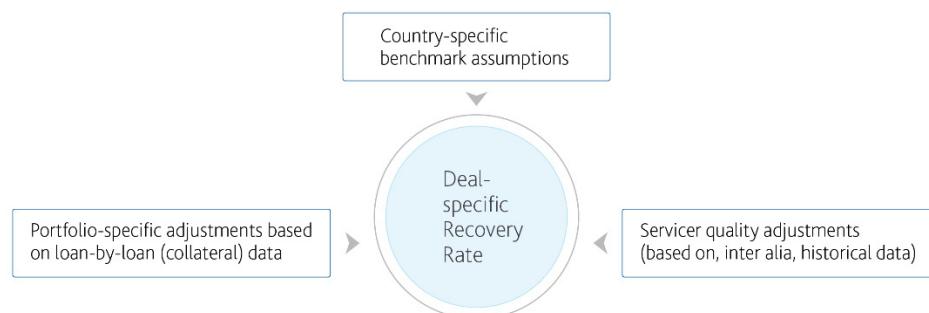 Country-specific
benchmark assumptions
Deal-
specific
Recovery
Rate
Portfolio-specific adjustments based
on loan-by-loan (collateral) data
Servicer quality adjustments
(based on, inter alia, historical data)